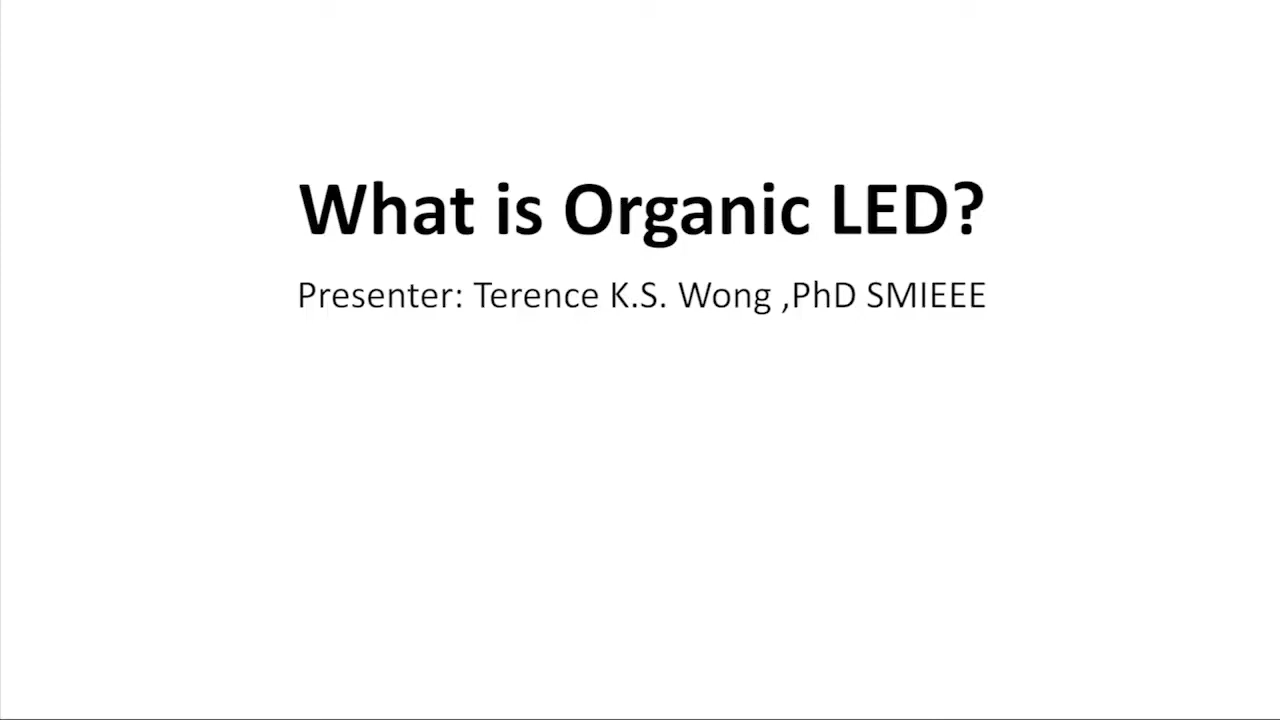 What is Organic LED?
Presenter: Terence K.S. Wong ,PhD SMIEEE